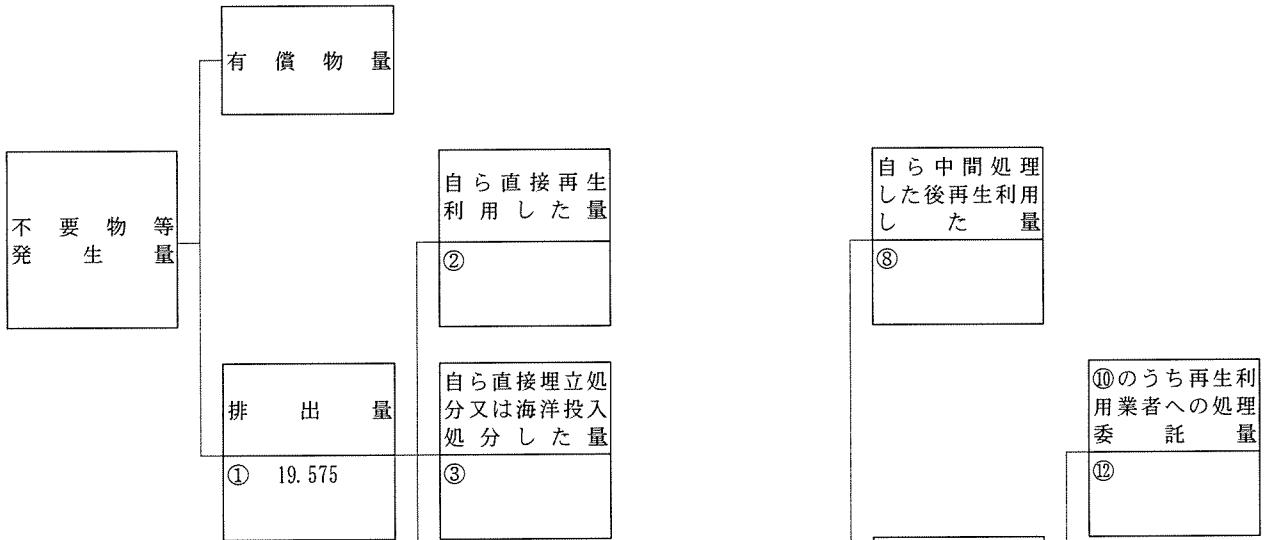 有償物量
不要物等
発生量
自ら直接再生
利用した量
②
自ら中間処理
した後再生利用
した量
⑧
排出量
① 19.575
自ら直接埋立処
分又は海洋投入
処分した量
③
⑩のうち再生利
用業者への処理
委託量
⑫